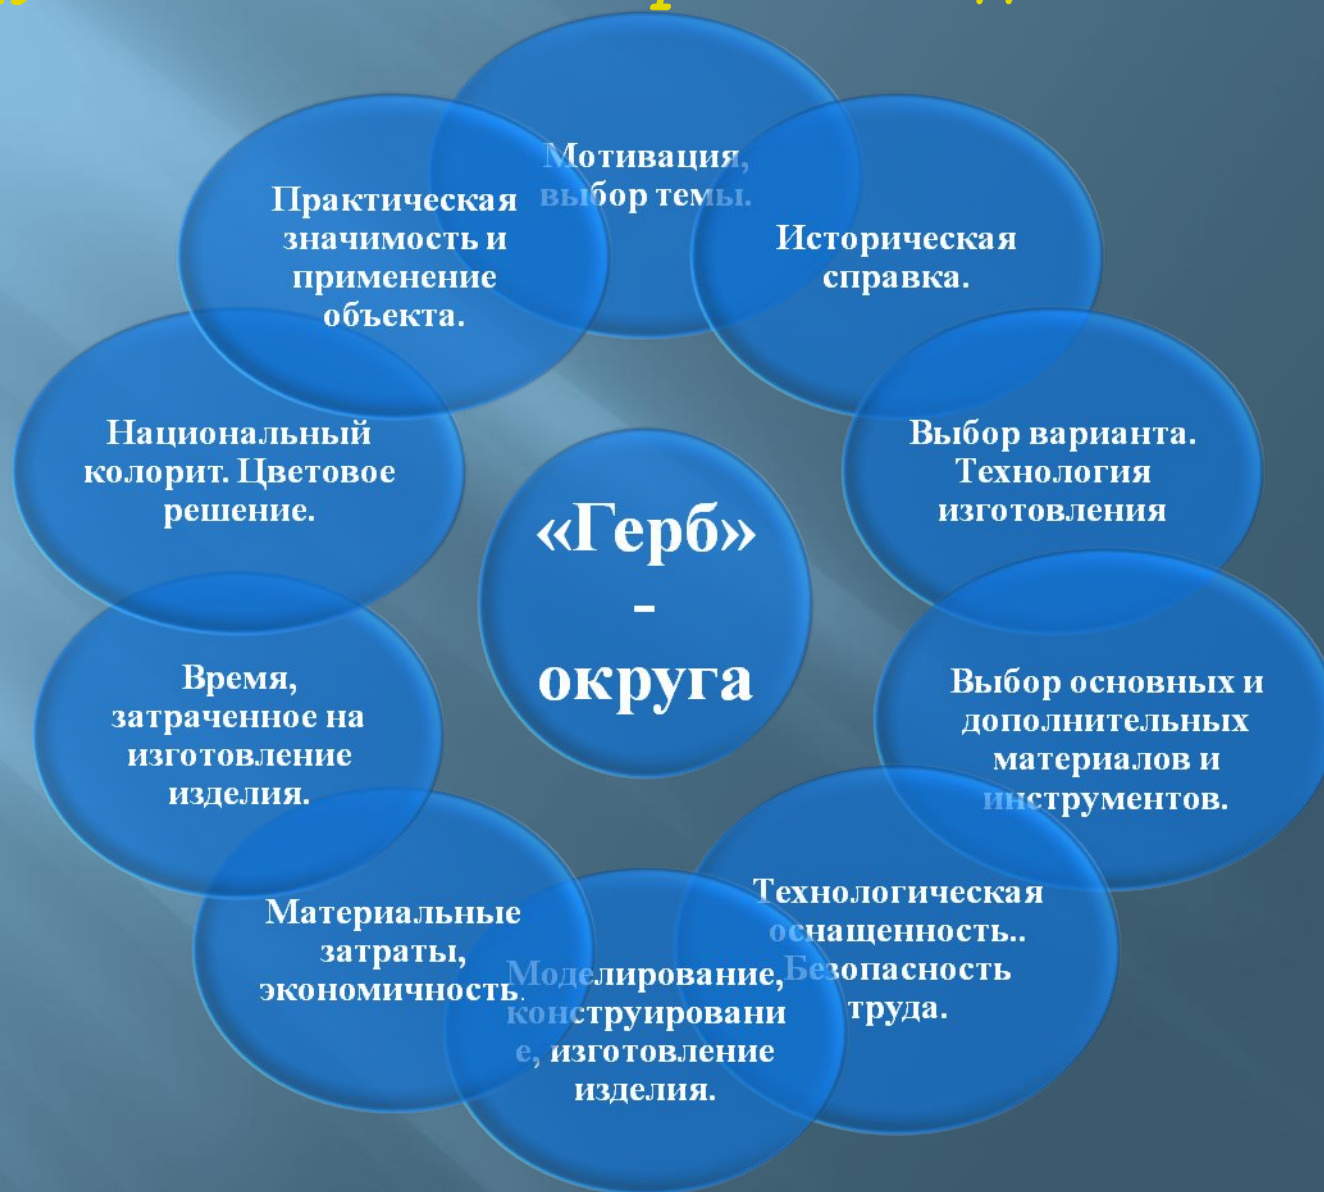 Мотивация,
выбор темы.
Историческая
справка.
Выбор варианта.
Технология
изготовления
Выбор основных и
дополнительных
материалов и
инструментов.
Технологическая
оснащенность..
Безопасность
труда.
Моделирование,
конструировани
е, изготовление
изделия.
Материальные
затраты,
экономичность.
Время,
затраченное на
изготовление
изделия.
Национальный
колорит. Цветовое
решение.
Практическая
значимость и
применение
объекта.
«Герб»
-
округа